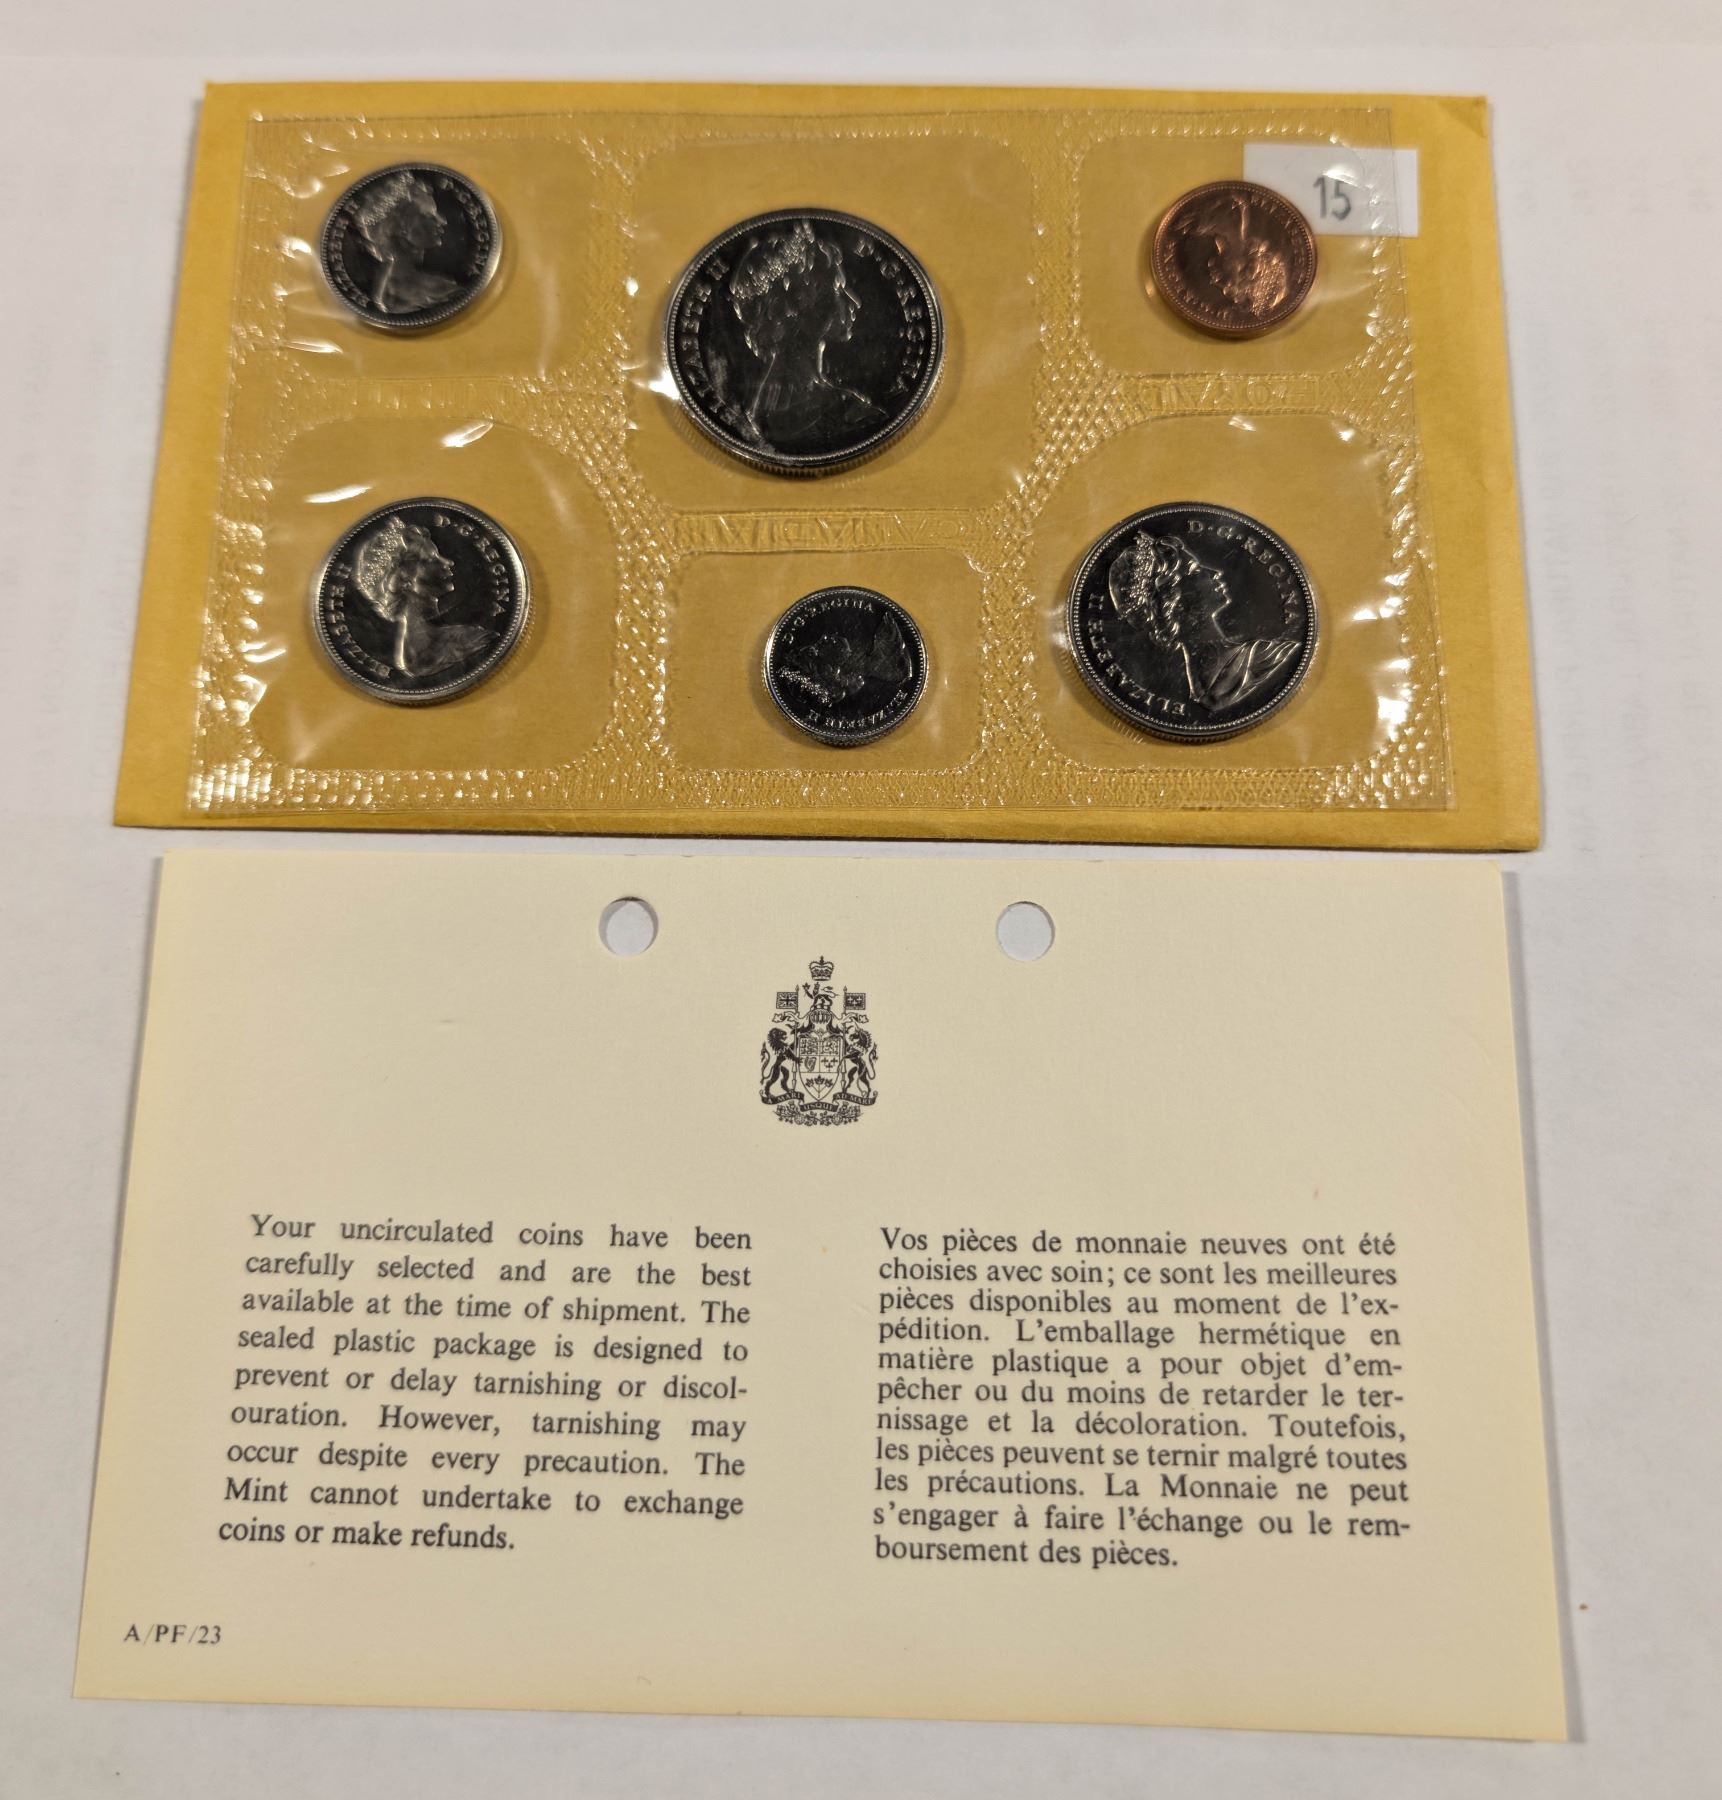 15
ELIZABETH II D·G·REGINA
ELIZABETH II D·G·REGINA
ELIZABETH II D·G·REGINA
ELIZABETH II D·G·REGINA
ELIZABETH II D·G·REGINA
Your uncirculated coins have been
carefully selected and are the best
available at the time of shipment. The
sealed plastic package is designed to
prevent or delay tarnishing or discol-
ouration. However, tarnishing may
occur despite every precaution. The
Mint cannot undertake to exchange
coins or make refunds.
Vos pièces de monnaie neuves ont été
choisies avec soin; ce sont les meilleures
pièces disponibles au moment de l'ex-
pédition. L'emballage hermétique en
matière plastique a pour objet d'em-
pêcher ou du moins de retarder le ter-
nissage et la décoloration. Toutefois,
les pièces peuvent se ternir malgré toutes
les précautions. La Monnaie ne peut
s'engager à faire l'échange ou le rem-
boursement des pièces.
A/PF/23